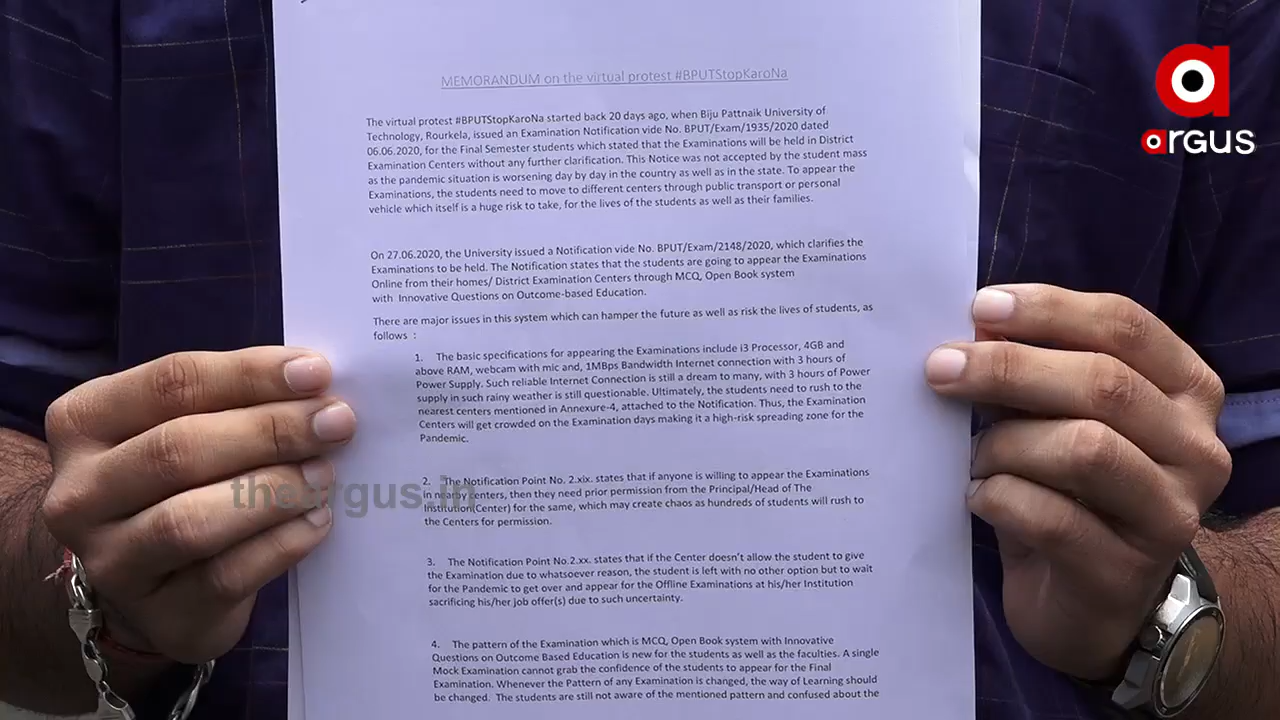 MEMORANDUM on the virtual protest #BPUTStopKaroNa
The virtual protest #BPUTStopKaroNa started back 20 days ago, when Biju Pattnaik University of
Technology, Rourkela, issued an Examination Notification vide No. BPUT/Exam/1935/2020 dated
06.06.2020, for the Final Semester students which stated that the Examinations will be held in District
Examination Centers without any further clarification. This Notice was not accepted by the student mass
as the pandemic situation is worsening day by day in the country as well as in the state. To appear the
Examinations, the students need to move to different centers through public transport or personal
vehicle which itself is a huge risk to take, for the lives of the students as well as their families.
On 27.06.2020, the University issued a Notification vide No. BPUT/Exam/2148/2020, which clarifies the
Examinations to be held. The Notification states that the students are going to appear the Examinations
Online from their homes/ District Examination Centers through MCQ, Open Book system
with Innovative Questions on Outcome-based Education.
There are major issues in this system which can hamper the future as well as risk the lives of students, as
follows :
1. The basic specifications for appearing the Examinations include i3 Processor, 4GB and
above RAM, webcam with mic and, 1MBps Bandwidth Internet connection with 3 hours of
Power Supply. Such reliable Internet Connection is still a dream to many, with 3 hours of Power
supply in such rainy weather is still questionable. Ultimately, the students need to rush to the
nearest centers mentioned in Annexure-4, attached to the Notification. Thus, the Examination
Centers will get crowded on the Examination days making it a high-risk spreading zone for the
Pandemic.
2. The Notification Point No. 2.xix. states that if anyone is willing to appear the Examinations
in nearby centers, then they need prior permission from the Principal/Head of The
Institution(Center) for the same, which may create chaos as hundreds of students will rush to
the Centers for permission.
3. The Notification Point No.2.xx. states that if the Center doesn't allow the student to give
the Examination due to whatsoever reason, the student is left with no other option but to wait
for the Pandemic to get over and appear for the Offline Examinations at his/her Institution
sacrificing his/her job offer(s) due to such uncertainty.
4. The pattern of the Examination which is MCQ, Open Book system with Innovative
Questions on Outcome Based Education is new for the students as well as the faculties. A single
Mock Examination cannot grab the confidence of the students to appear for the Final
Examination. Whenever the Pattern of any Examination is changed, the way of Learning should
be changed. The students are still not aware of the mentioned pattern and confused about the
argus
theargus.in